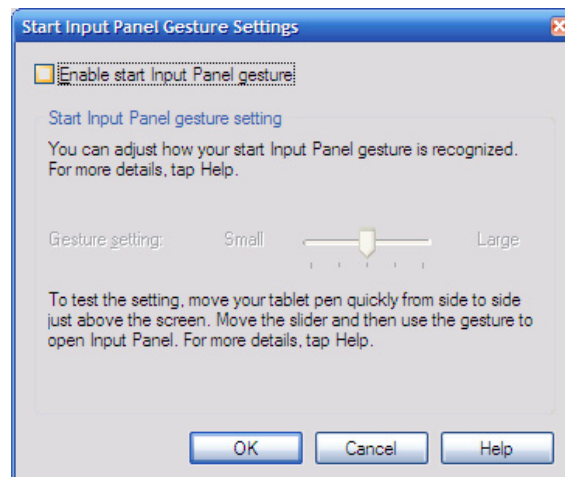 Start Input Panel Gesture Settings
Enable start Input Panel gesture
Start Input Panel gesture setting
You can adjust how your start Input Panel gesture is recognized.
For more details, tap Help.
Gesture setting: Small Large
To test the setting, move your tablet pen quickly from side to side
just above the screen. Move the slider and then use the gesture to
open Input Panel. For more details, tap Help.
OK Cancel Help